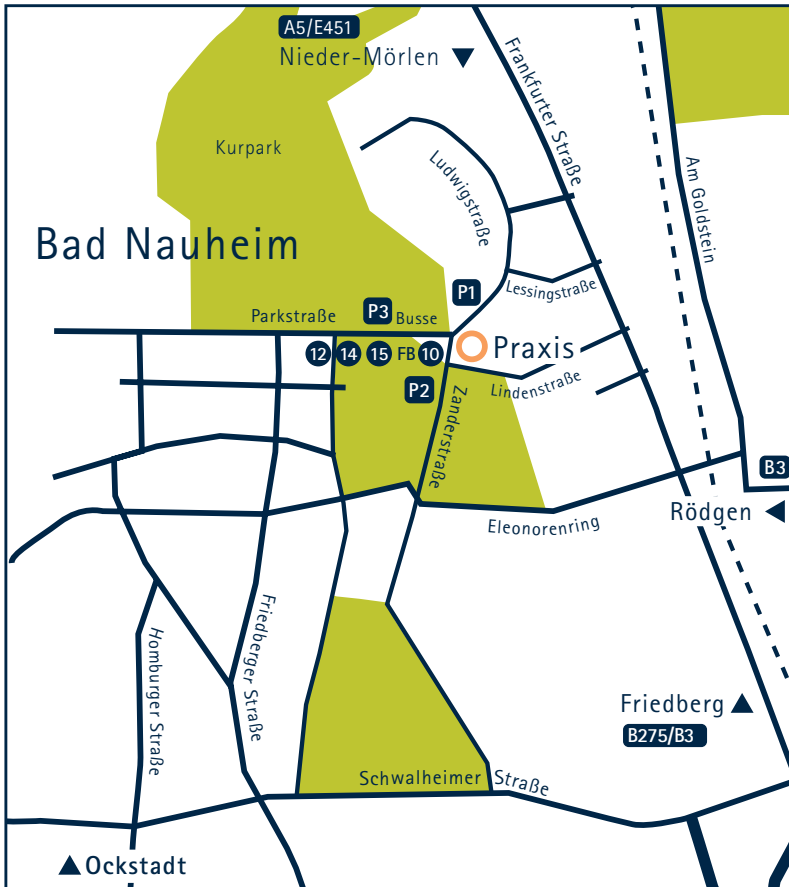 A5/E451
Nieder-Mörlen
Frankfurter Straße
Kurpark
Ludwigstraße
Am Goldstein
Bad Nauheim
P1
Lessingstraße
Parkstraße
P3
Busse
12
14
15
FB
10
Praxis
P2
Lindenstraße
Zanderstraße
B3
Rödgen
Eleonorenring
Homburger Straße
Friedberger Straße
Friedberg
B275/B3
Schwalheimer Straße
Ockstadt